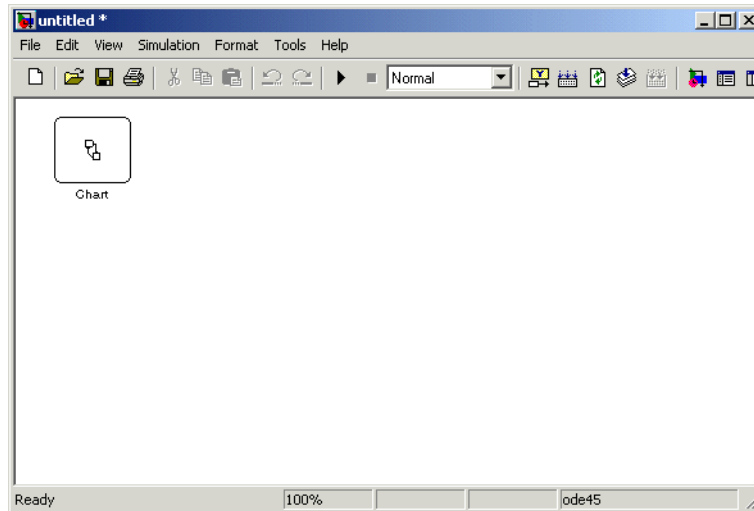 untitled *
File Edit View Simulation Format Tools Help
Normal
Chart
Ready 100% ode45